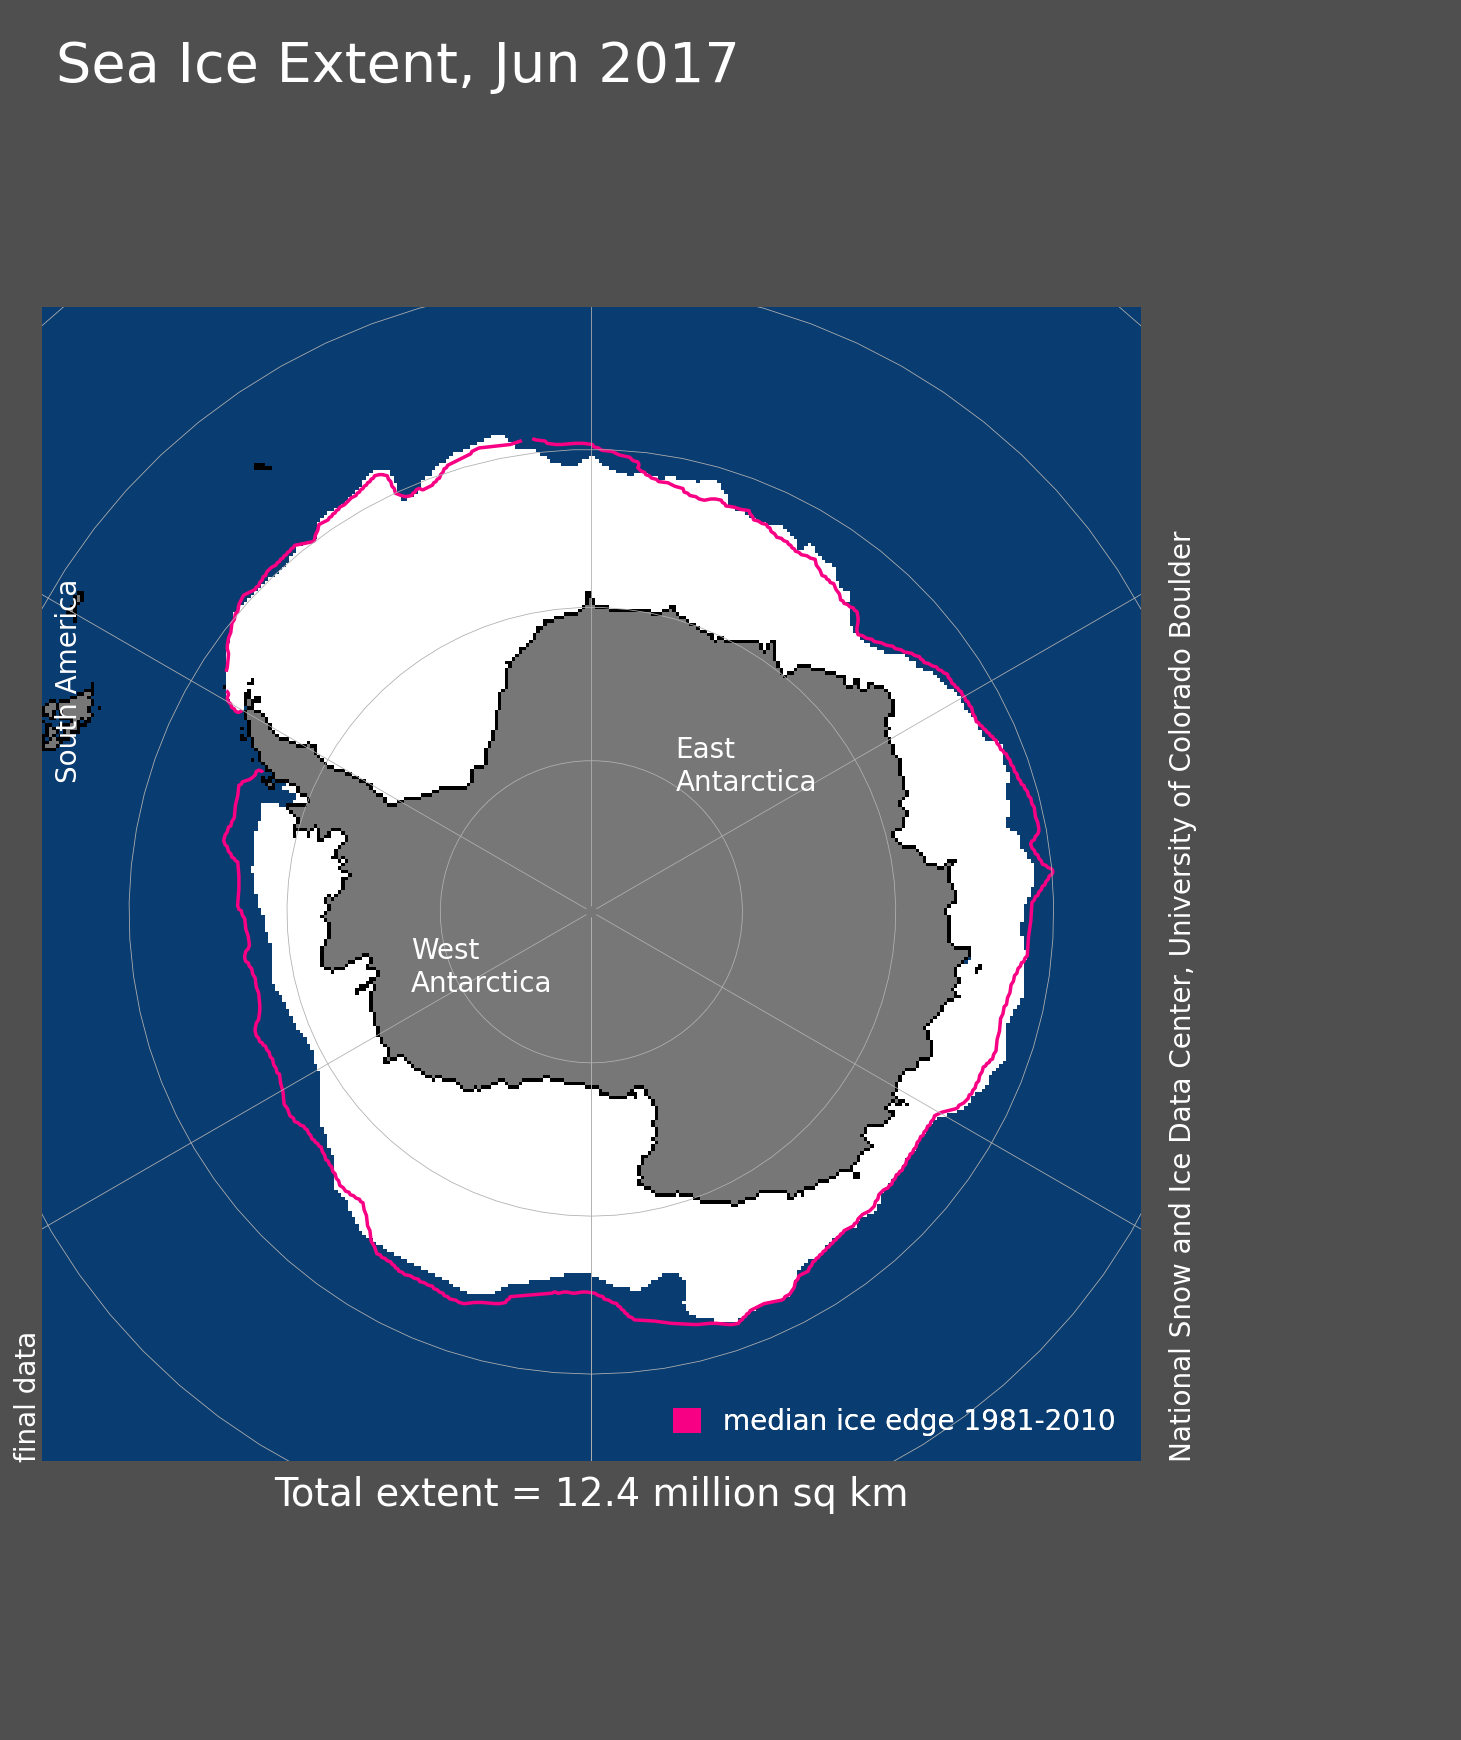 Sea Ice Extent, Jun 2017
South America
East
Antarctica
West
Antarctica
median ice edge 1981-2010
final data
National Snow and Ice Data Center, University of Colorado Boulder
Total extent = 12.4 million sq km